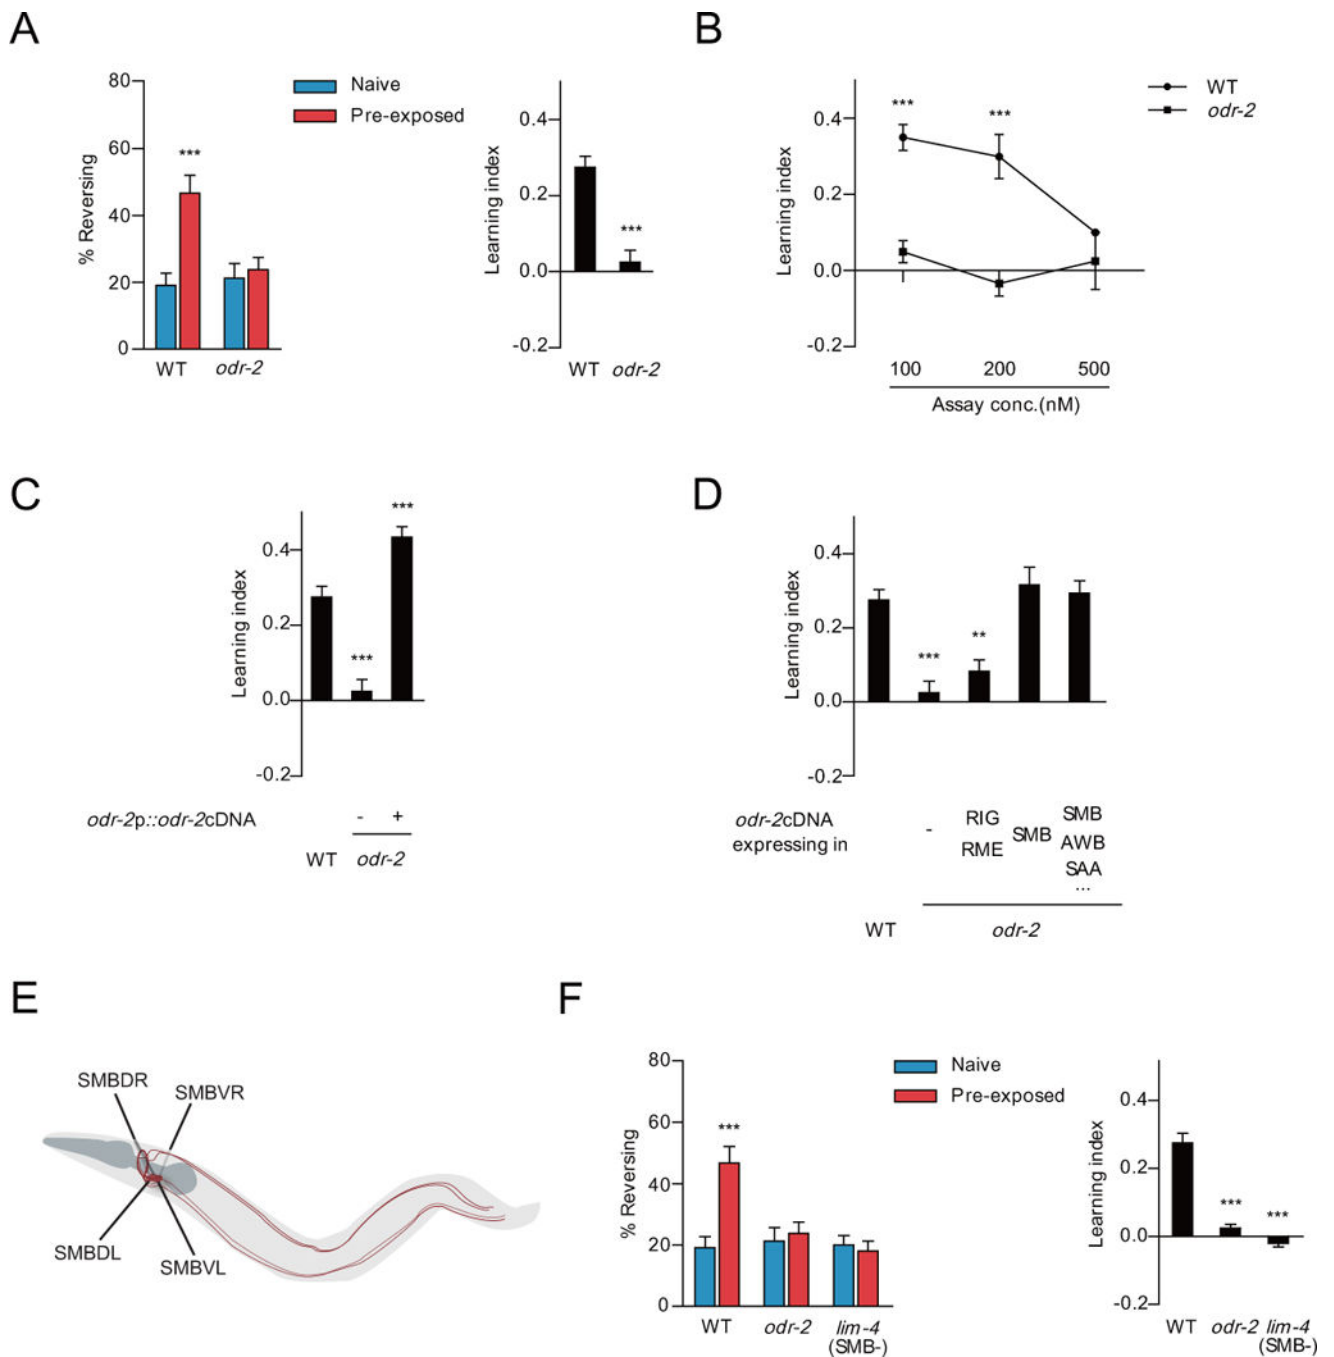 A
% Reversing
80
60
40
20
0
***
WT
odr-2
Naive
Pre-exposed
Learning index
0.4
0.2
0.0
-0.2
***
WT odr-2
B
Learning index
0.4
0.2
0.0
-0.2
***
***
WT
odr-2
100 200 500
Assay conc.(nM)
C
Learning index
0.4
0.2
0.0
-0.2
***
***
odr-2p::odr-2cDNA - +
WT odr-2
D
Learning index
0.4
0.2
0.0
-0.2
***
**
odr-2cDNA
expressing in
-
RIG
RME
SMB
SMB
AWB
SAA
...
WT odr-2
E
SMBDR
SMBVR
SMBDL
SMBVL
F
% Reversing
80
60
40
20
0
***
WT odr-2 lim-4
(SMB-)
Naive
Pre-exposed
Learning index
0.4
0.2
0.0
-0.2
***
***
WT odr-2 lim-4
(SMB-)